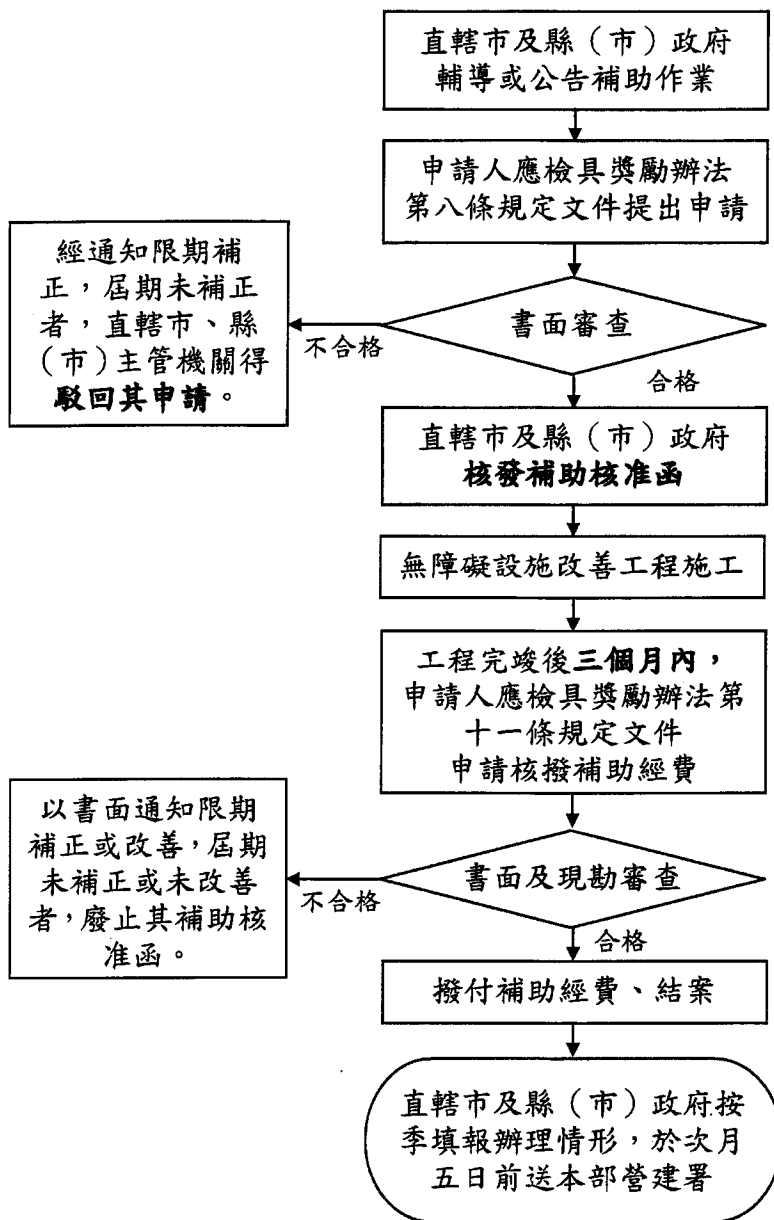 直轄市及縣（市）政府
輔導或公告補助作業
申請人應檢具獎勵辦法
第八條規定文件提出申請
書面審查
不合格
經通知限期補
正，屆期未補正
者，直轄市、縣
（市）主管機關得
駁回其申請。
合格
直轄市及縣（市）政府
核發補助核准函
無障礙設施改善工程施工
工程完竣後三個月內，
申請人應檢具獎勵辦法第
十一條規定文件
申請核撥補助經費
書面及現勘審查
不合格
以書面通知限期
補正或改善，屆期
未補正或未改善
者，廢止其補助核
准函。
合格
撥付補助經費、結案
直轄市及縣（市）政府按
季填報辦理情形，於次月
五日前送本部營建署